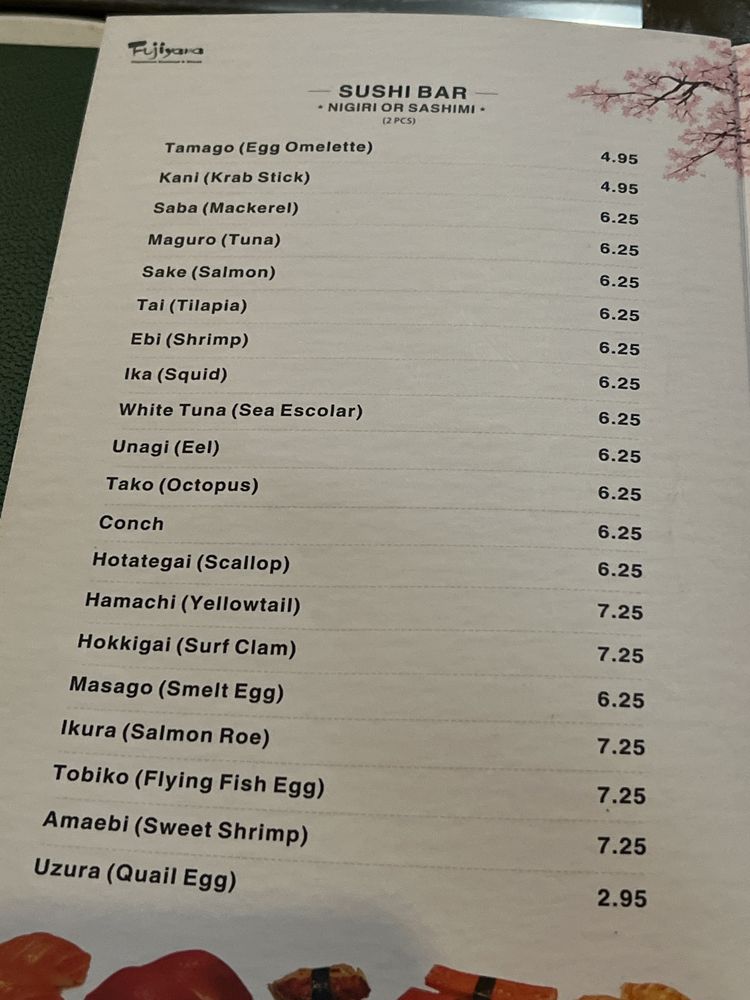 Fujiyama
SUSHI BAR
• NIGIRI OR SASHIMI •
(2 PCS)
Tamago (Egg Omelette) 4.95
Kani (Krab Stick) 4.95
Saba (Mackerel) 6.25
Maguro (Tuna) 6.25
Sake (Salmon) 6.25
Tai (Tilapia) 6.25
Ebi (Shrimp) 6.25
Ika (Squid) 6.25
White Tuna (Sea Escolar) 6.25
Unagi (Eel) 6.25
Tako (Octopus) 6.25
Conch 6.25
Hotategai (Scallop) 6.25
Hamachi (Yellowtail) 7.25
Hokkigai (Surf Clam) 7.25
Masago (Smelt Egg) 6.25
Ikura (Salmon Roe) 7.25
Tobiko (Flying Fish Egg) 7.25
Amaebi (Sweet Shrimp) 7.25
Uzura (Quail Egg) 2.95